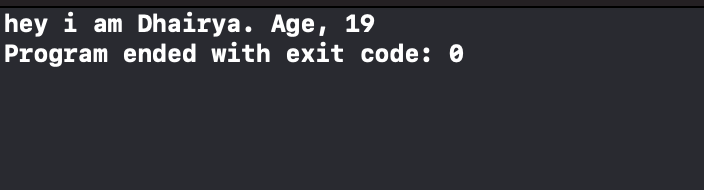 hey i am Dhairya. Age, 19
Program ended with exit code: 0